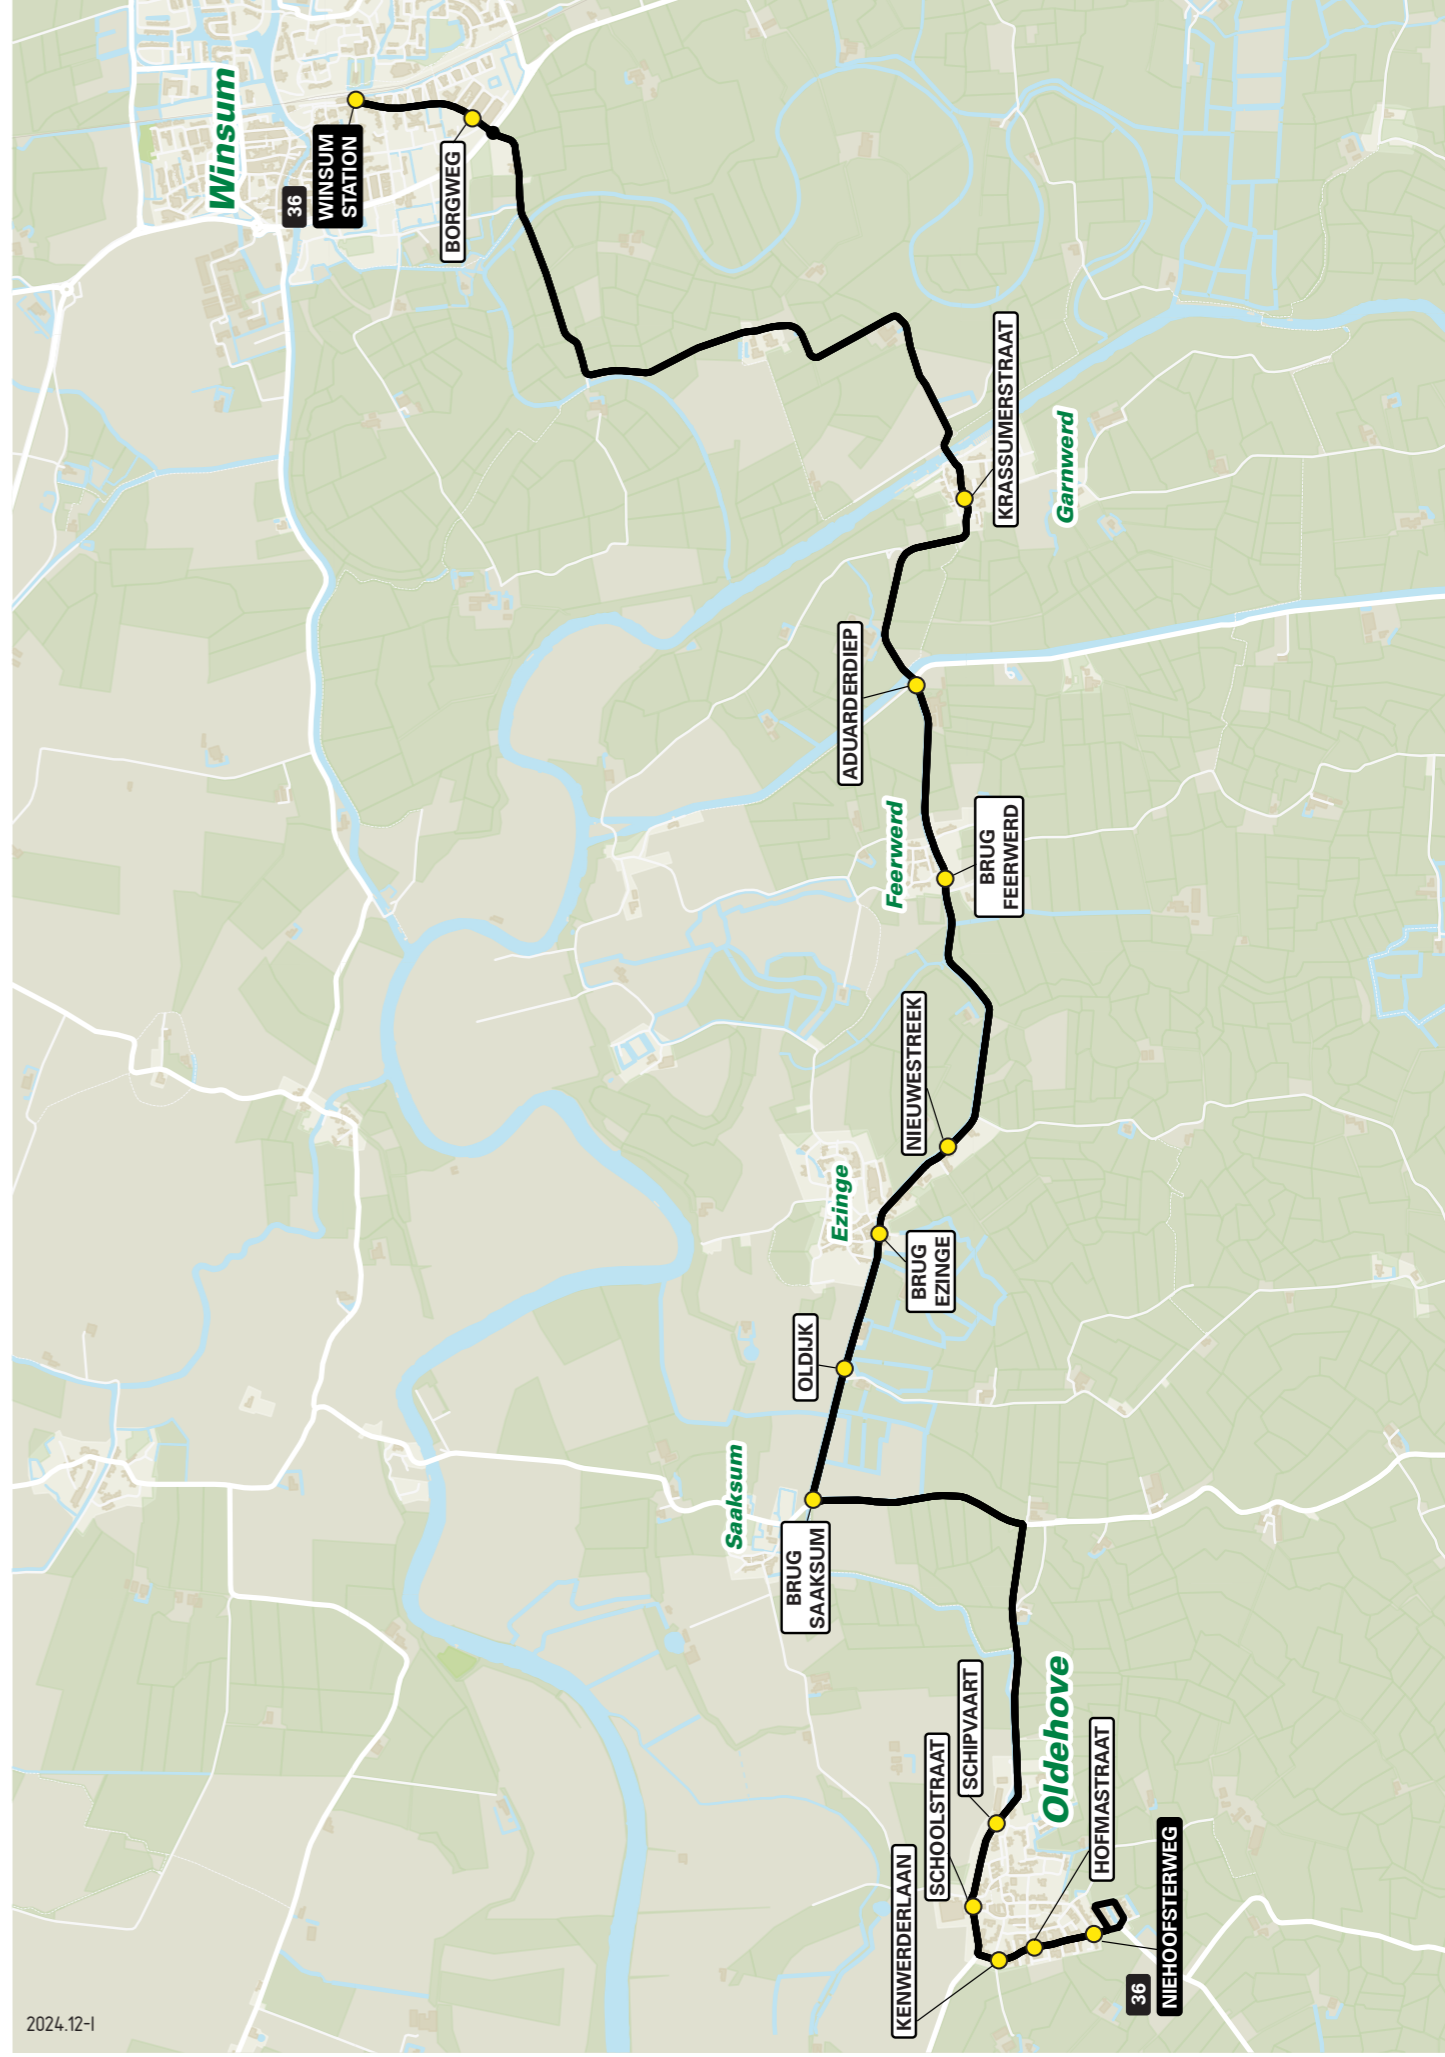 Winsum
36
WINSUM
STATION
BORGWEG
KRASSUMERSTRAAT
Garnwerd
ADUARDERDIEP
Feerwerd
BRUG
FEERWERD
NIEUWESTREEK
Ezinge
BRUG
EZINGE
OLDIJK
Saaksum
BRUG
SAAKSUM
SCHIPVAART
Oldehove
SCHOOLSTRAAT
KENWERDERLAAN
HOFMASTRAAT
36
NIEHOOFSTERWEG
2024.12-I